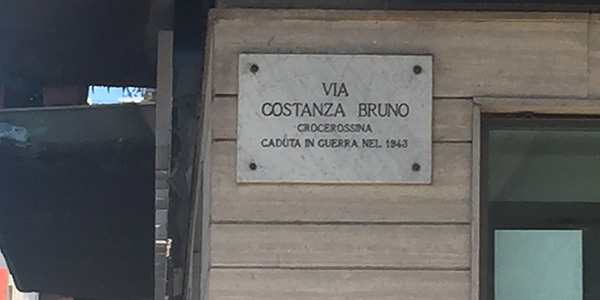 VIA
COSTANZA BRUNO
CROCEROSSINA
CADUTA IN GUERRA NEL 1943